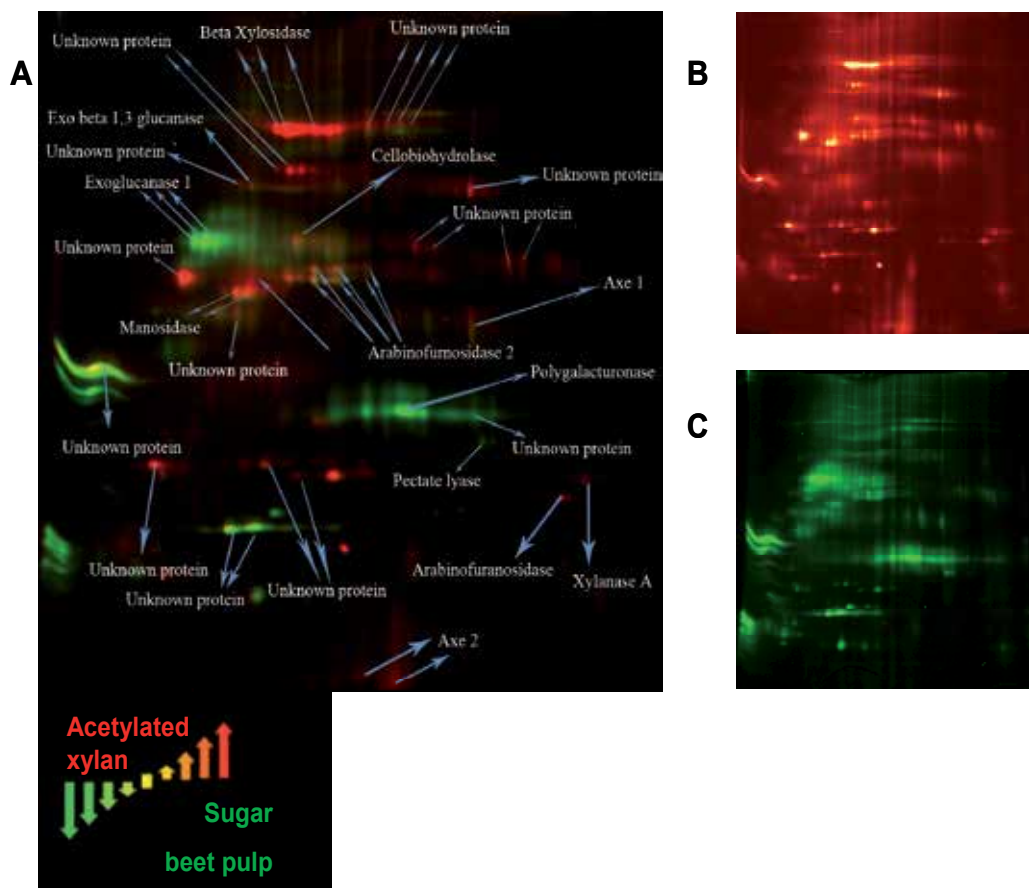 A
Unknown protein
Beta Xylosidase
Unknown protein
Exo beta 1,3 glucanase
Unknown protein
Cellobiohydrolase
Exoglucanase 1
Unknown protein
Unknown protein
Unknown protein
Axe 1
Manosidase
Unknown protein
Arabinofurnosidase 2
Polygalacturonase
Unknown protein
Unknown protein
Pectate lyase
Unknown protein
Unknown protein
Unknown protein
Arabinofuranosidase
Xylanase A
Axe 2
B
C
Acetylated
xylan
Sugar
beet pulp